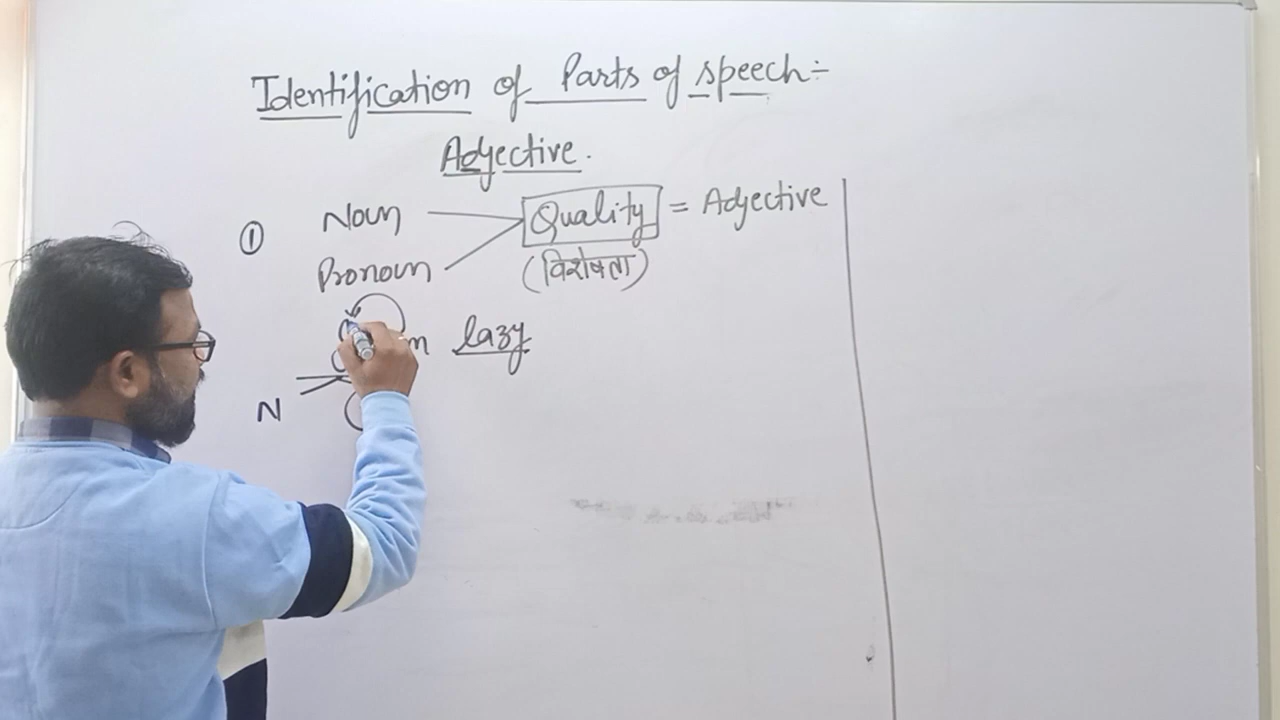 Identification of Parts of speech:-
Adjective.
① Noun Quality = Adjective
Pronoun (विशेषता)
m lazy
N